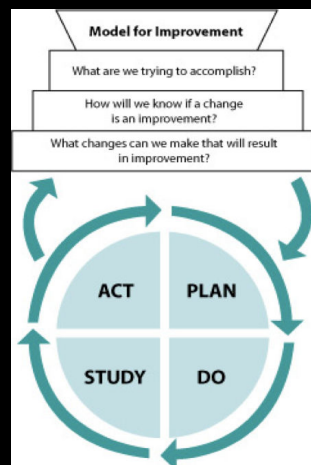 Model for Improvement
What are we trying to accomplish?
How will we know if a change
is an improvement?
What changes can we make that will result
in improvement?
ACT
PLAN
STUDY
DO